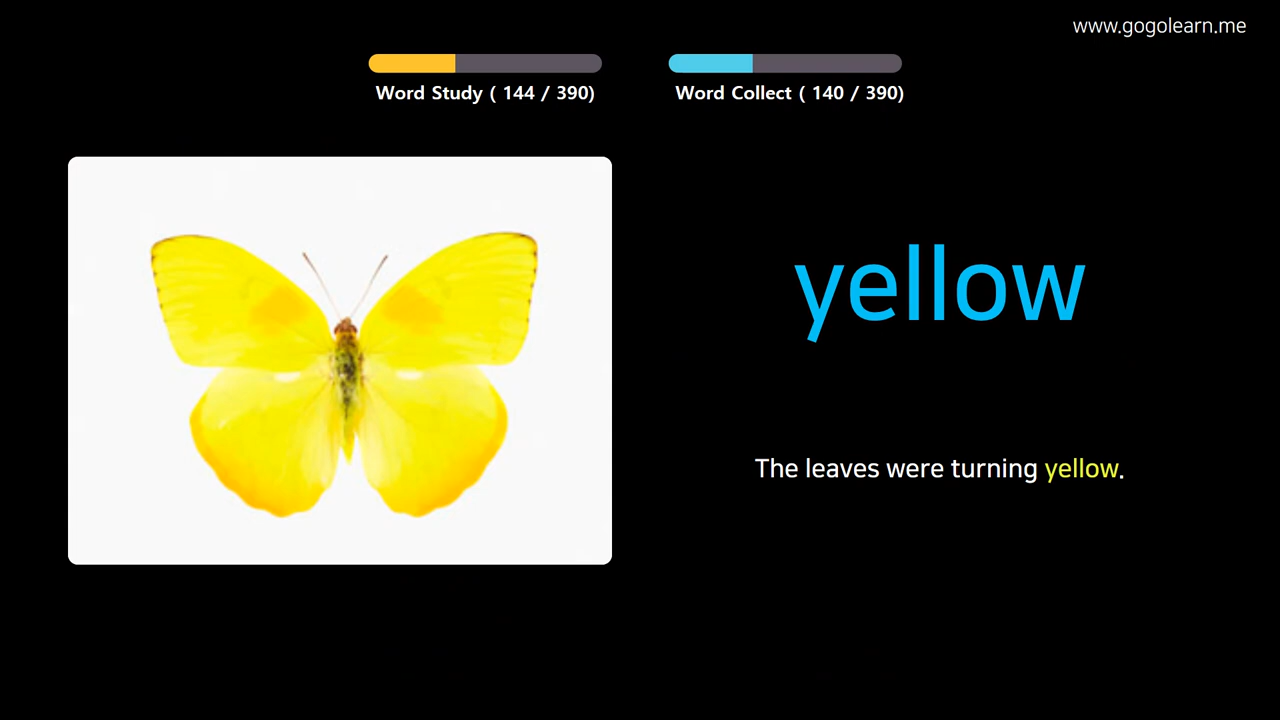 www.gogolearn.me
Word Study ( 144 / 390)
Word Collect ( 140 / 390)
yellow
The leaves were turning yellow.